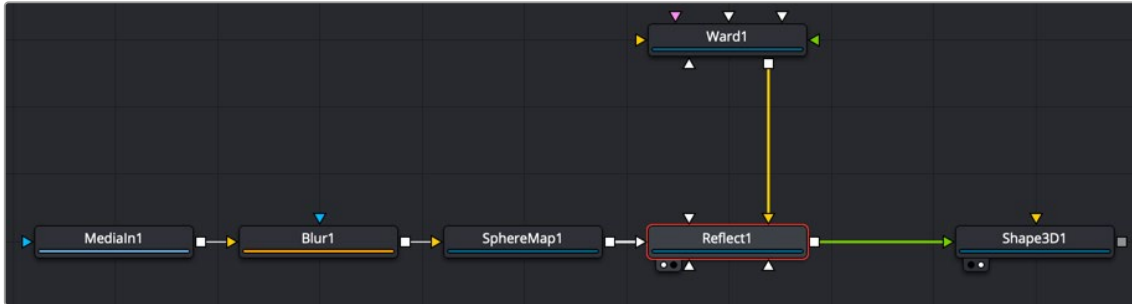 Ward1
MediaIn1
Blur1
SphereMap1
Reflect1
Shape3D1